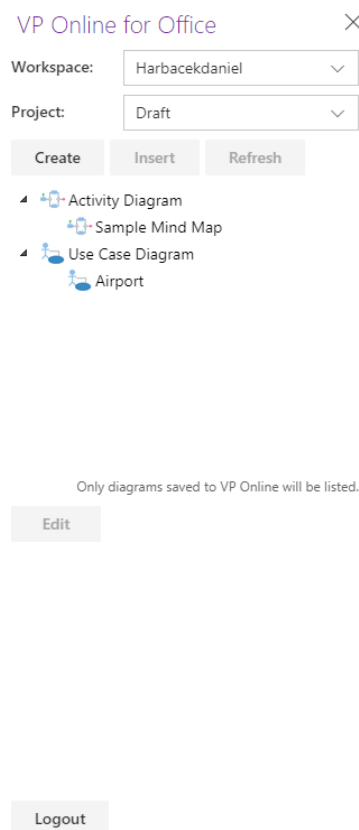 VP Online for Office
Workspace: Harbacekdaniel
Project: Draft
Create Insert Refresh
Activity Diagram
Sample Mind Map
Use Case Diagram
Airport
Only diagrams saved to VP Online will be listed.
Edit
Logout